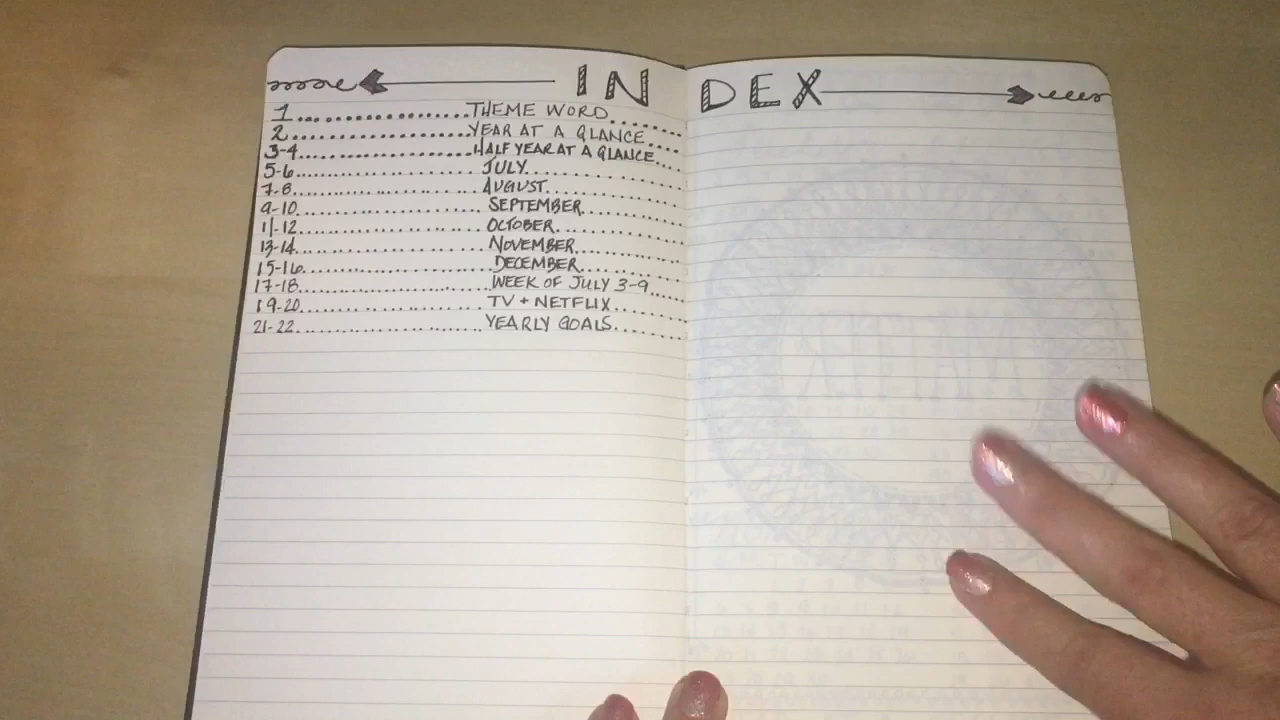 INDEX
1 THEME WORD
2 YEAR AT A GLANCE
3-4 HALF YEAR AT A GLANCE
5-6 JULY
7-8 AUGUST
9-10 SEPTEMBER
11-12 OCTOBER
13-14 NOVEMBER
15-16 DECEMBER
17-18 WEEK OF JULY 3-9
19-20 TV + NETFLIX
21-22 YEARLY GOALS